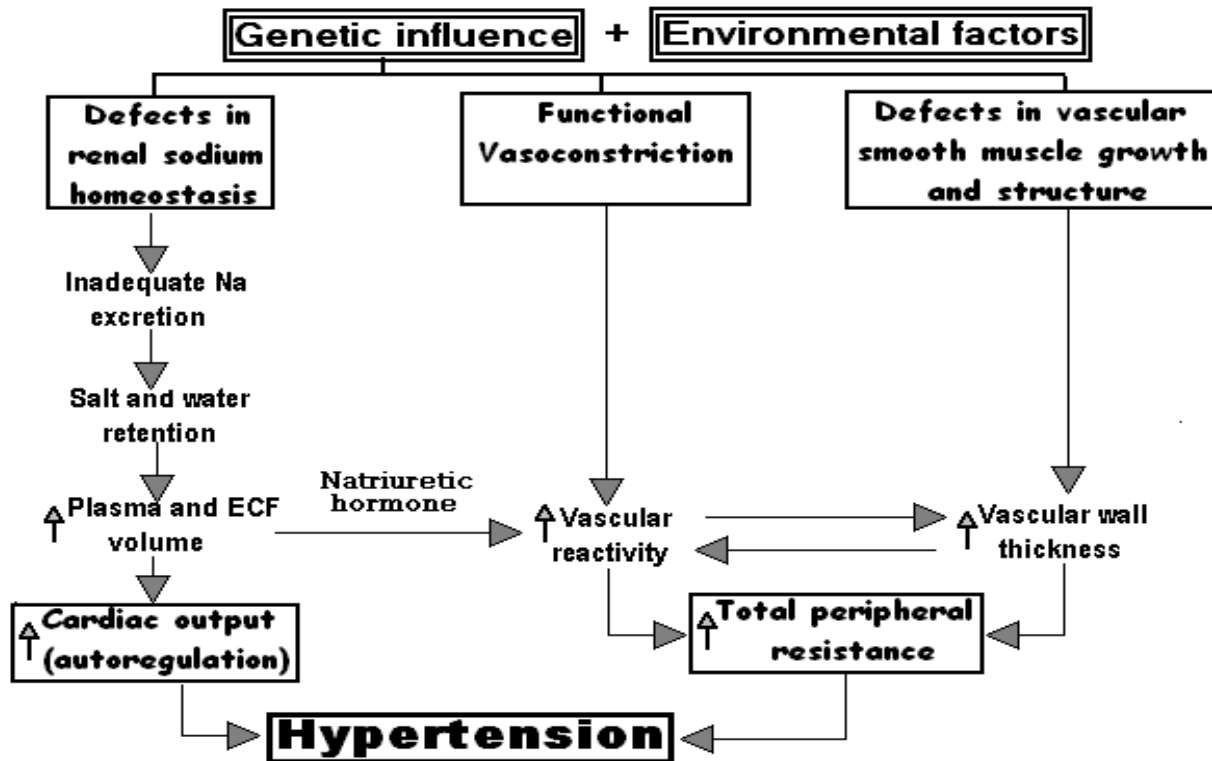 Genetic influence + Environmental factors
Defects in
renal sodium
homeostasis
Functional
Vasoconstriction
Defects in vascular
smooth muscle growth
and structure
Inadequate Na
excretion
Salt and water
retention
Plasma and ECF
volume
Natriuretic
hormone
Vascular
reactivity
Vascular wall
thickness
Cardiac output
(autoregulation)
Total peripheral
resistance
Hypertension